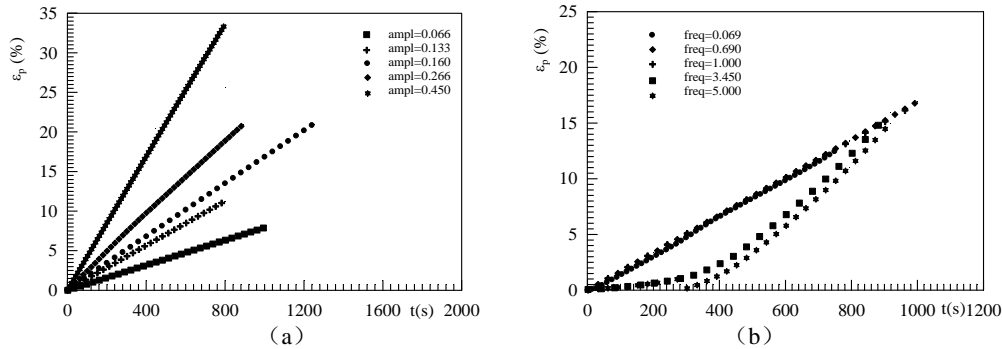 35
30
25
20
15
10
5
0
ε_p (%)
ampl=0.066
ampl=0.133
ampl=0.160
ampl=0.266
ampl=0.450
0 400 800 1200 1600 t(s) 2000
(a)
25
20
15
10
5
0
ε_p (%)
freq=0.069
freq=0.690
freq=1.000
freq=3.450
freq=5.000
0 200 400 600 800 1000 t(s) 1200
(b)